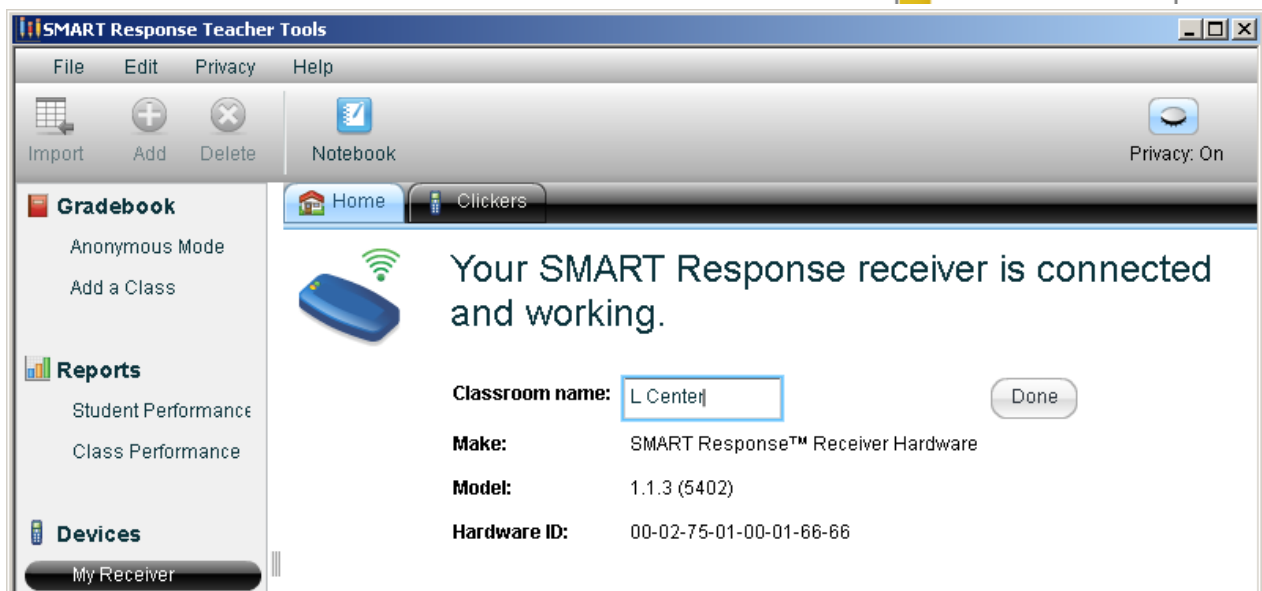 SMART Response Teacher Tools
File Edit Privacy Help
Import Add Delete Notebook Privacy: On
Gradebook
Anonymous Mode
Add a Class
Reports
Student Performance
Class Performance
Devices
My Receiver
Home Clickers
Your SMART Response receiver is connected
and working.
Classroom name: L Center Done
Make: SMART Response™ Receiver Hardware
Model: 1.1.3 (5402)
Hardware ID: 00-02-75-01-00-01-66-66